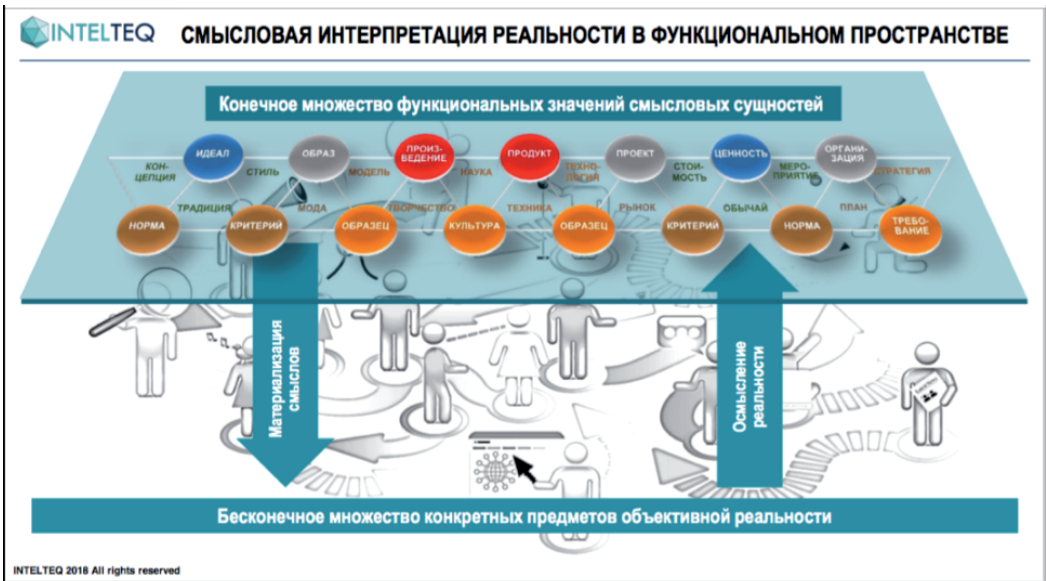 INTELTEQ
СМЫСЛОВАЯ ИНТЕРПРЕТАЦИЯ РЕАЛЬНОСТИ В ФУНКЦИОНАЛЬНОМ ПРОСТРАНСТВЕ
Конечное множество функциональных значений смысловых сущностей
ИДЕАЛ
ОБРАЗ
ПРОИЗ-
ВЕДЕНИЕ
ПРОДУКТ
ПРОЕКТ
ЦЕННОСТЬ
ОРГАНИ-
ЗАЦИЯ
КОН-
ЦЕПЦИЯ
СТИЛЬ
МОДЕЛЬ
НАУКА
ТЕХНО-
ЛОГИЯ
СТОИ-
МОСТЬ
МЕРО-
ПРИЯТИЕ
СТРАТЕГИЯ
ТРАДИЦИЯ
МОДА
ТВОРЧЕСТВО
ТЕХНИКА
РЫНОК
ОБЫЧАЙ
ПЛАН
НОРМА
КРИТЕРИЙ
ОБРАЗЕЦ
КУЛЬТУРА
ОБРАЗЕЦ
КРИТЕРИЙ
НОРМА
ТРЕБО-
ВАНИЕ
Материализация
смыслов
Осмысление
реальности
Бесконечное множество конкретных предметов объективной реальности
INTELTEQ 2018 All rights reserved